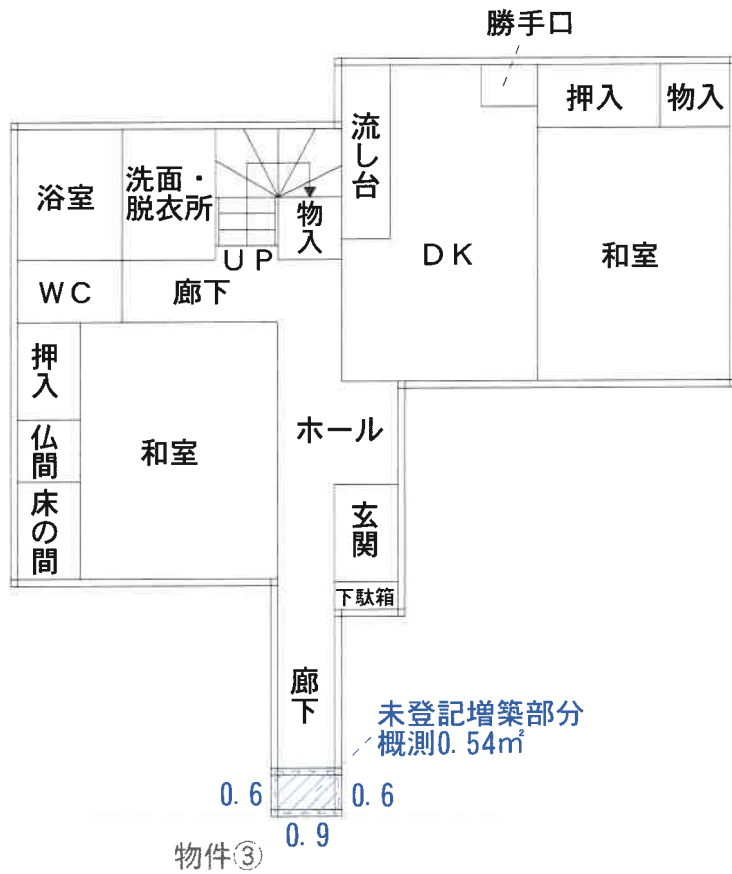 勝手口
押入
物入
流し台
浴室
洗面・
脱衣所
物入
UP
DK
和室
WC
廊下
押入
仏間
床の間
和室
ホール
玄関
下駄箱
廊下
未登記増築部分
概測0.54㎡
0.6
0.6
0.9
物件③